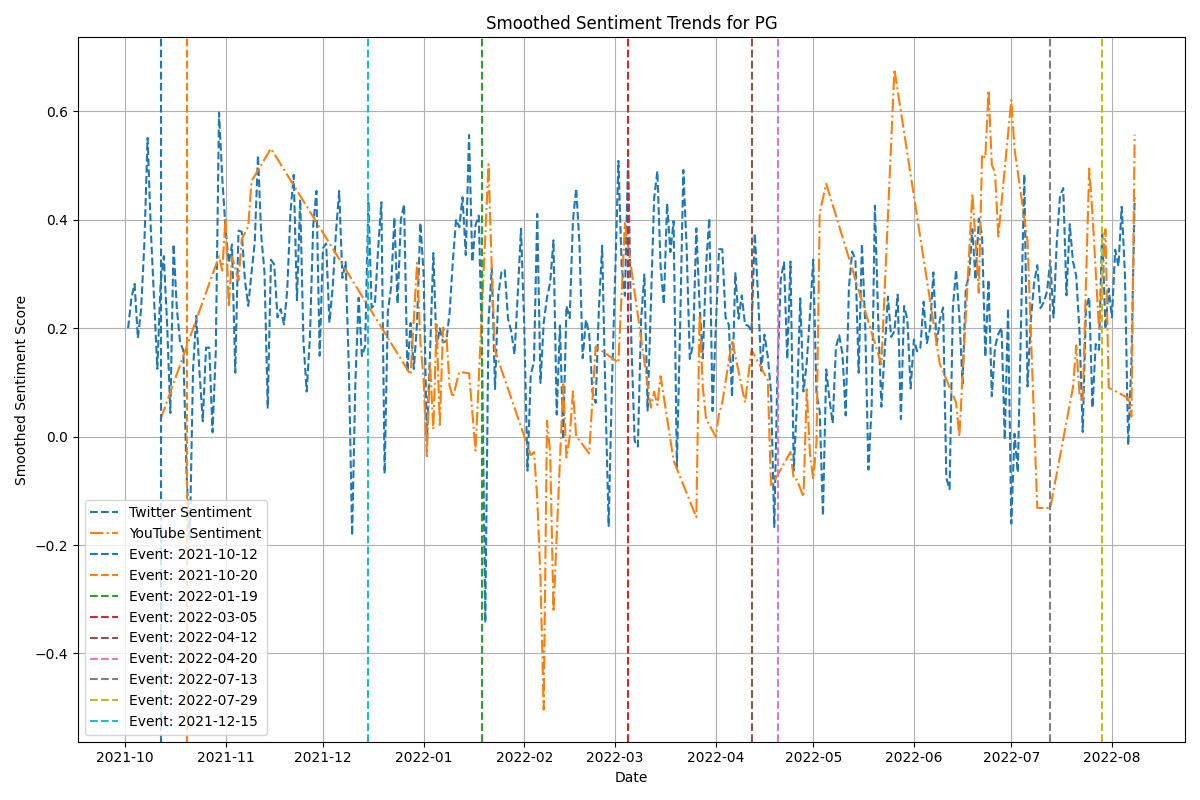 Smoothed Sentiment Trends for PG
Smoothed Sentiment Score
0.6
0.4
0.2
0.0
−0.2
−0.4
Twitter Sentiment
YouTube Sentiment
Event: 2021-10-12
Event: 2021-10-20
Event: 2022-01-19
Event: 2022-03-05
Event: 2022-04-12
Event: 2022-04-20
Event: 2022-07-13
Event: 2022-07-29
Event: 2021-12-15
2021-10 2021-11 2021-12 2022-01 2022-02 2022-03 2022-04 2022-05 2022-06 2022-07 2022-08
Date